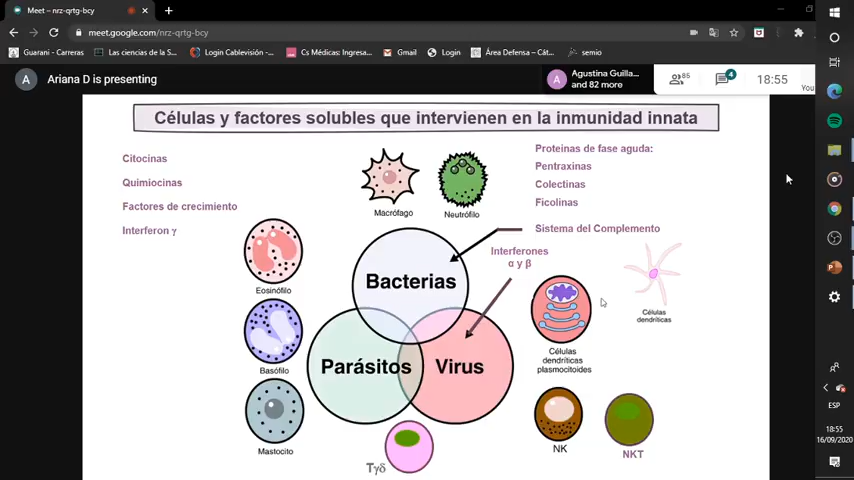 Meet – nrz-qrtg-bcy
meet.google.com/nrz-qrtg-bcy
Guarani - Carreras
Las ciencias de la S...
Login Cablevisión...
Cs Médicas: Ingresa...
Gmail
Login
Área Defensa – Cát...
semio
A
Ariana D is presenting
A
Agustina Guilla...
and 82 more
85
4
18:55
You
Células y factores solubles que intervienen en la inmunidad innata
Citocinas
Quimiocinas
Factores de crecimiento
Interferon γ
Macrófago
Neutrófilo
Proteinas de fase aguda:
Pentraxinas
Colectinas
Ficolinas
Sistema del Complemento
Interferones
α y β
Eosinófilo
Basófilo
Mastocito
Bacterias
Parásitos
Virus
Células
dendríticas
Células
dendríticas
plasmocitoides
NK
NKT
Tγδ
ESP
18:55
16/09/2020